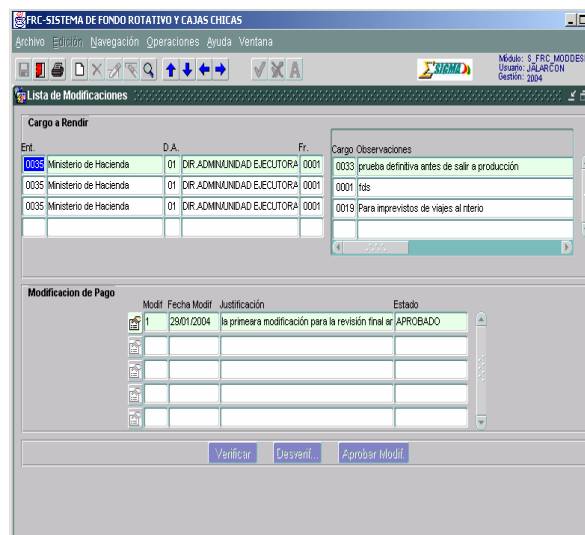 FRC-SISTEMA DE FONDO ROTATIVO Y CAJAS CHICAS
Archivo Edición Navegación Operaciones Ayuda Ventana
SIGMA
Módulo: S_FRC_MODDES
Usuario: JALARCON
Gestión: 2004
Lista de Modificaciones
Cargo a Rendir
Ent. D.A. Fr. Cargo Observaciones
0035 Ministerio de Hacienda 01 DIR.ADMIN/UNIDAD EJECUTORA 0001 0033 prueba definitiva antes de salir a producción
0035 Ministerio de Hacienda 01 DIR.ADMIN/UNIDAD EJECUTORA 0001 0001 fds
0035 Ministerio de Hacienda 01 DIR.ADMIN/UNIDAD EJECUTORA 0001 0019 Para imprevistos de viajes al nterio
Modificacion de Pago
Modif Fecha Modif Justificación Estado
1 29/01/2004 la primeara modificación para la revisión final ar APROBADO
Verificar Desverif... Aprobar Modif.